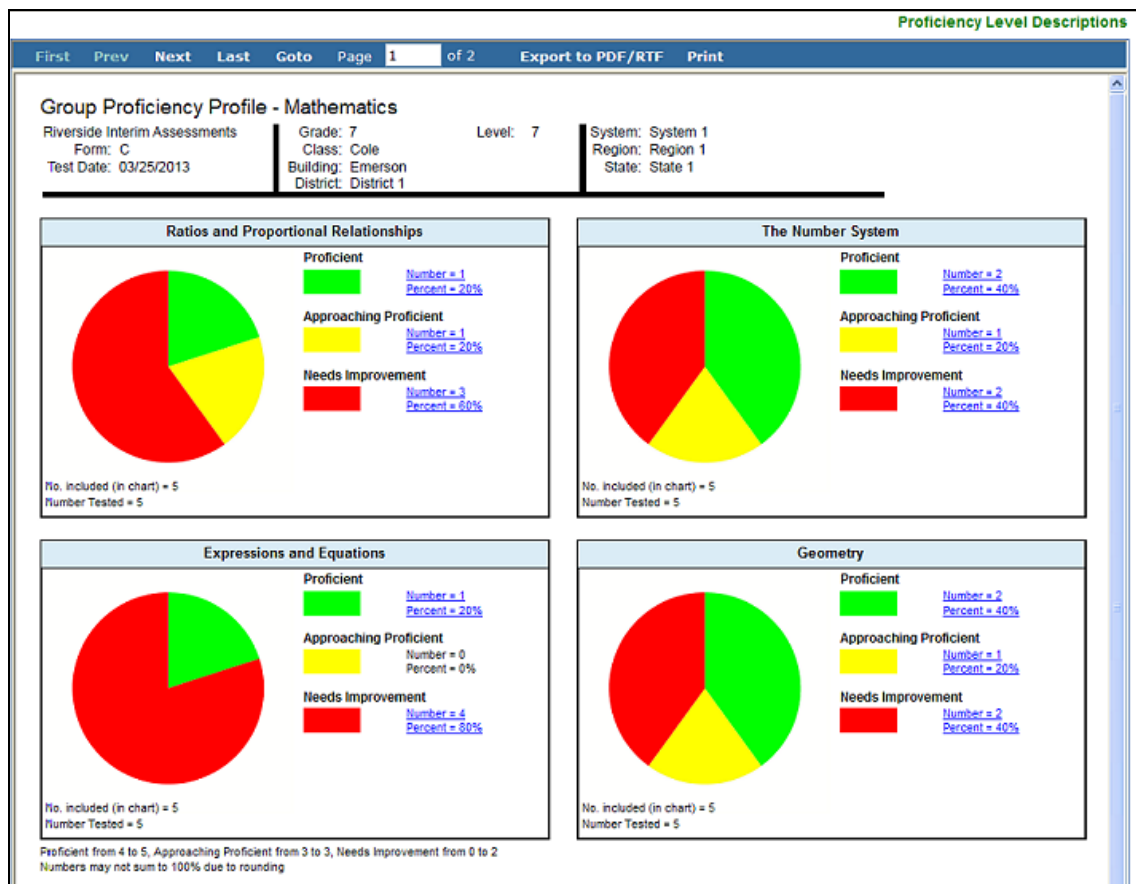 Proficiency Level Descriptions
First Prev Next Last Goto Page 1 of 2 Export to PDF/RTF Print
Group Proficiency Profile - Mathematics
Riverside Interim Assessments
Form: C
Test Date: 03/25/2013
Grade: 7
Class: Cole
Building: Emerson
District: District 1
Level: 7
System: System 1
Region: Region 1
State: State 1
Ratios and Proportional Relationships
Proficient
Number = 1
Percent = 20%
Approaching Proficient
Number = 1
Percent = 20%
Needs Improvement
Number = 3
Percent = 60%
No. included (in chart) = 5
Number Tested = 5
The Number System
Proficient
Number = 2
Percent = 40%
Approaching Proficient
Number = 1
Percent = 20%
Needs Improvement
Number = 2
Percent = 40%
No. included (in chart) = 5
Number Tested = 5
Expressions and Equations
Proficient
Number = 1
Percent = 20%
Approaching Proficient
Number = 0
Percent = 0%
Needs Improvement
Number = 4
Percent = 80%
No. included (in chart) = 5
Number Tested = 5
Geometry
Proficient
Number = 2
Percent = 40%
Approaching Proficient
Number = 1
Percent = 20%
Needs Improvement
Number = 2
Percent = 40%
No. included (in chart) = 5
Number Tested = 5
Proficient from 4 to 5, Approaching Proficient from 3 to 3, Needs Improvement from 0 to 2
Numbers may not sum to 100% due to rounding